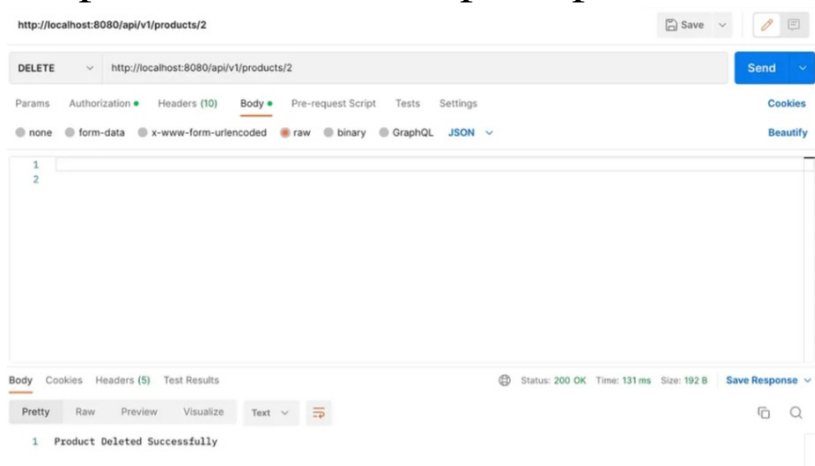 http://localhost:8080/api/v1/products/2 Save
DELETE http://localhost:8080/api/v1/products/2 Send
Params Authorization Headers (10) Body Pre-request Script Tests Settings Cookies
none form-data x-www-form-urlencoded raw binary GraphQL JSON Beautify
1
2
Body Cookies Headers (5) Test Results Status: 200 OK Time: 131 ms Size: 192 B Save Response
Pretty Raw Preview Visualize Text
1 Product Deleted Successfully